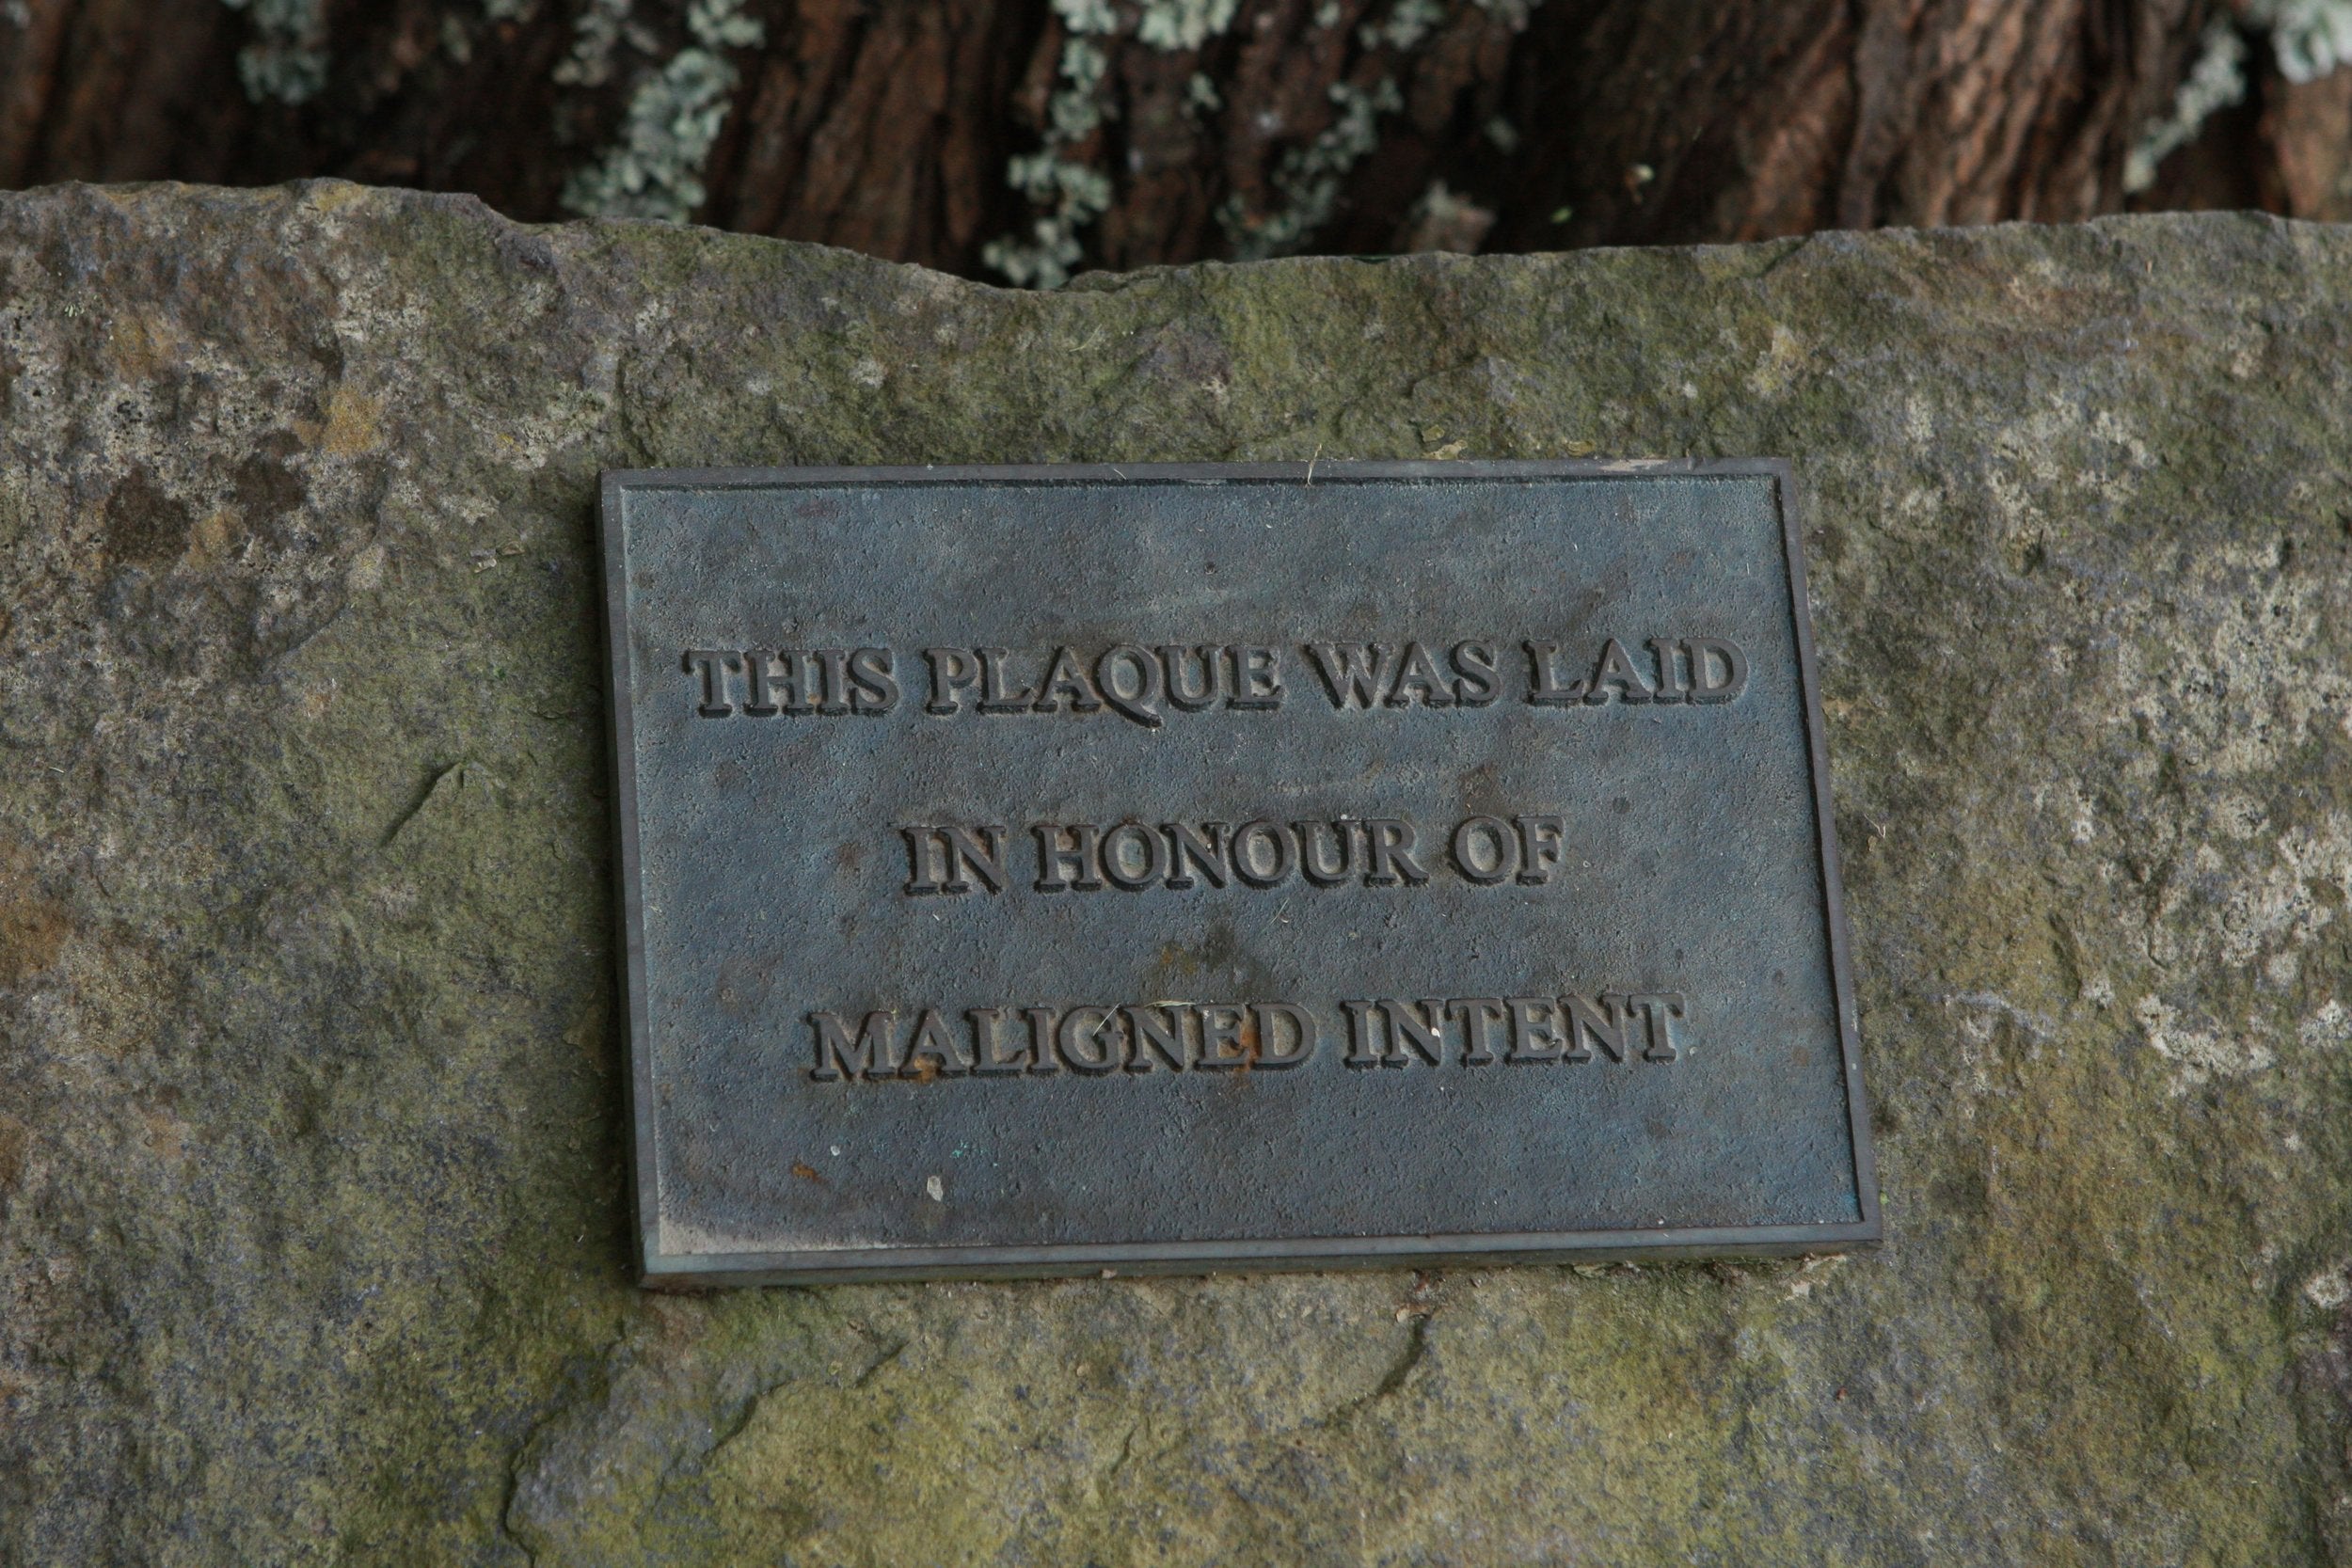 THIS PLAQUE WAS LAID
IN HONOUR OF
MALIGNED INTENT